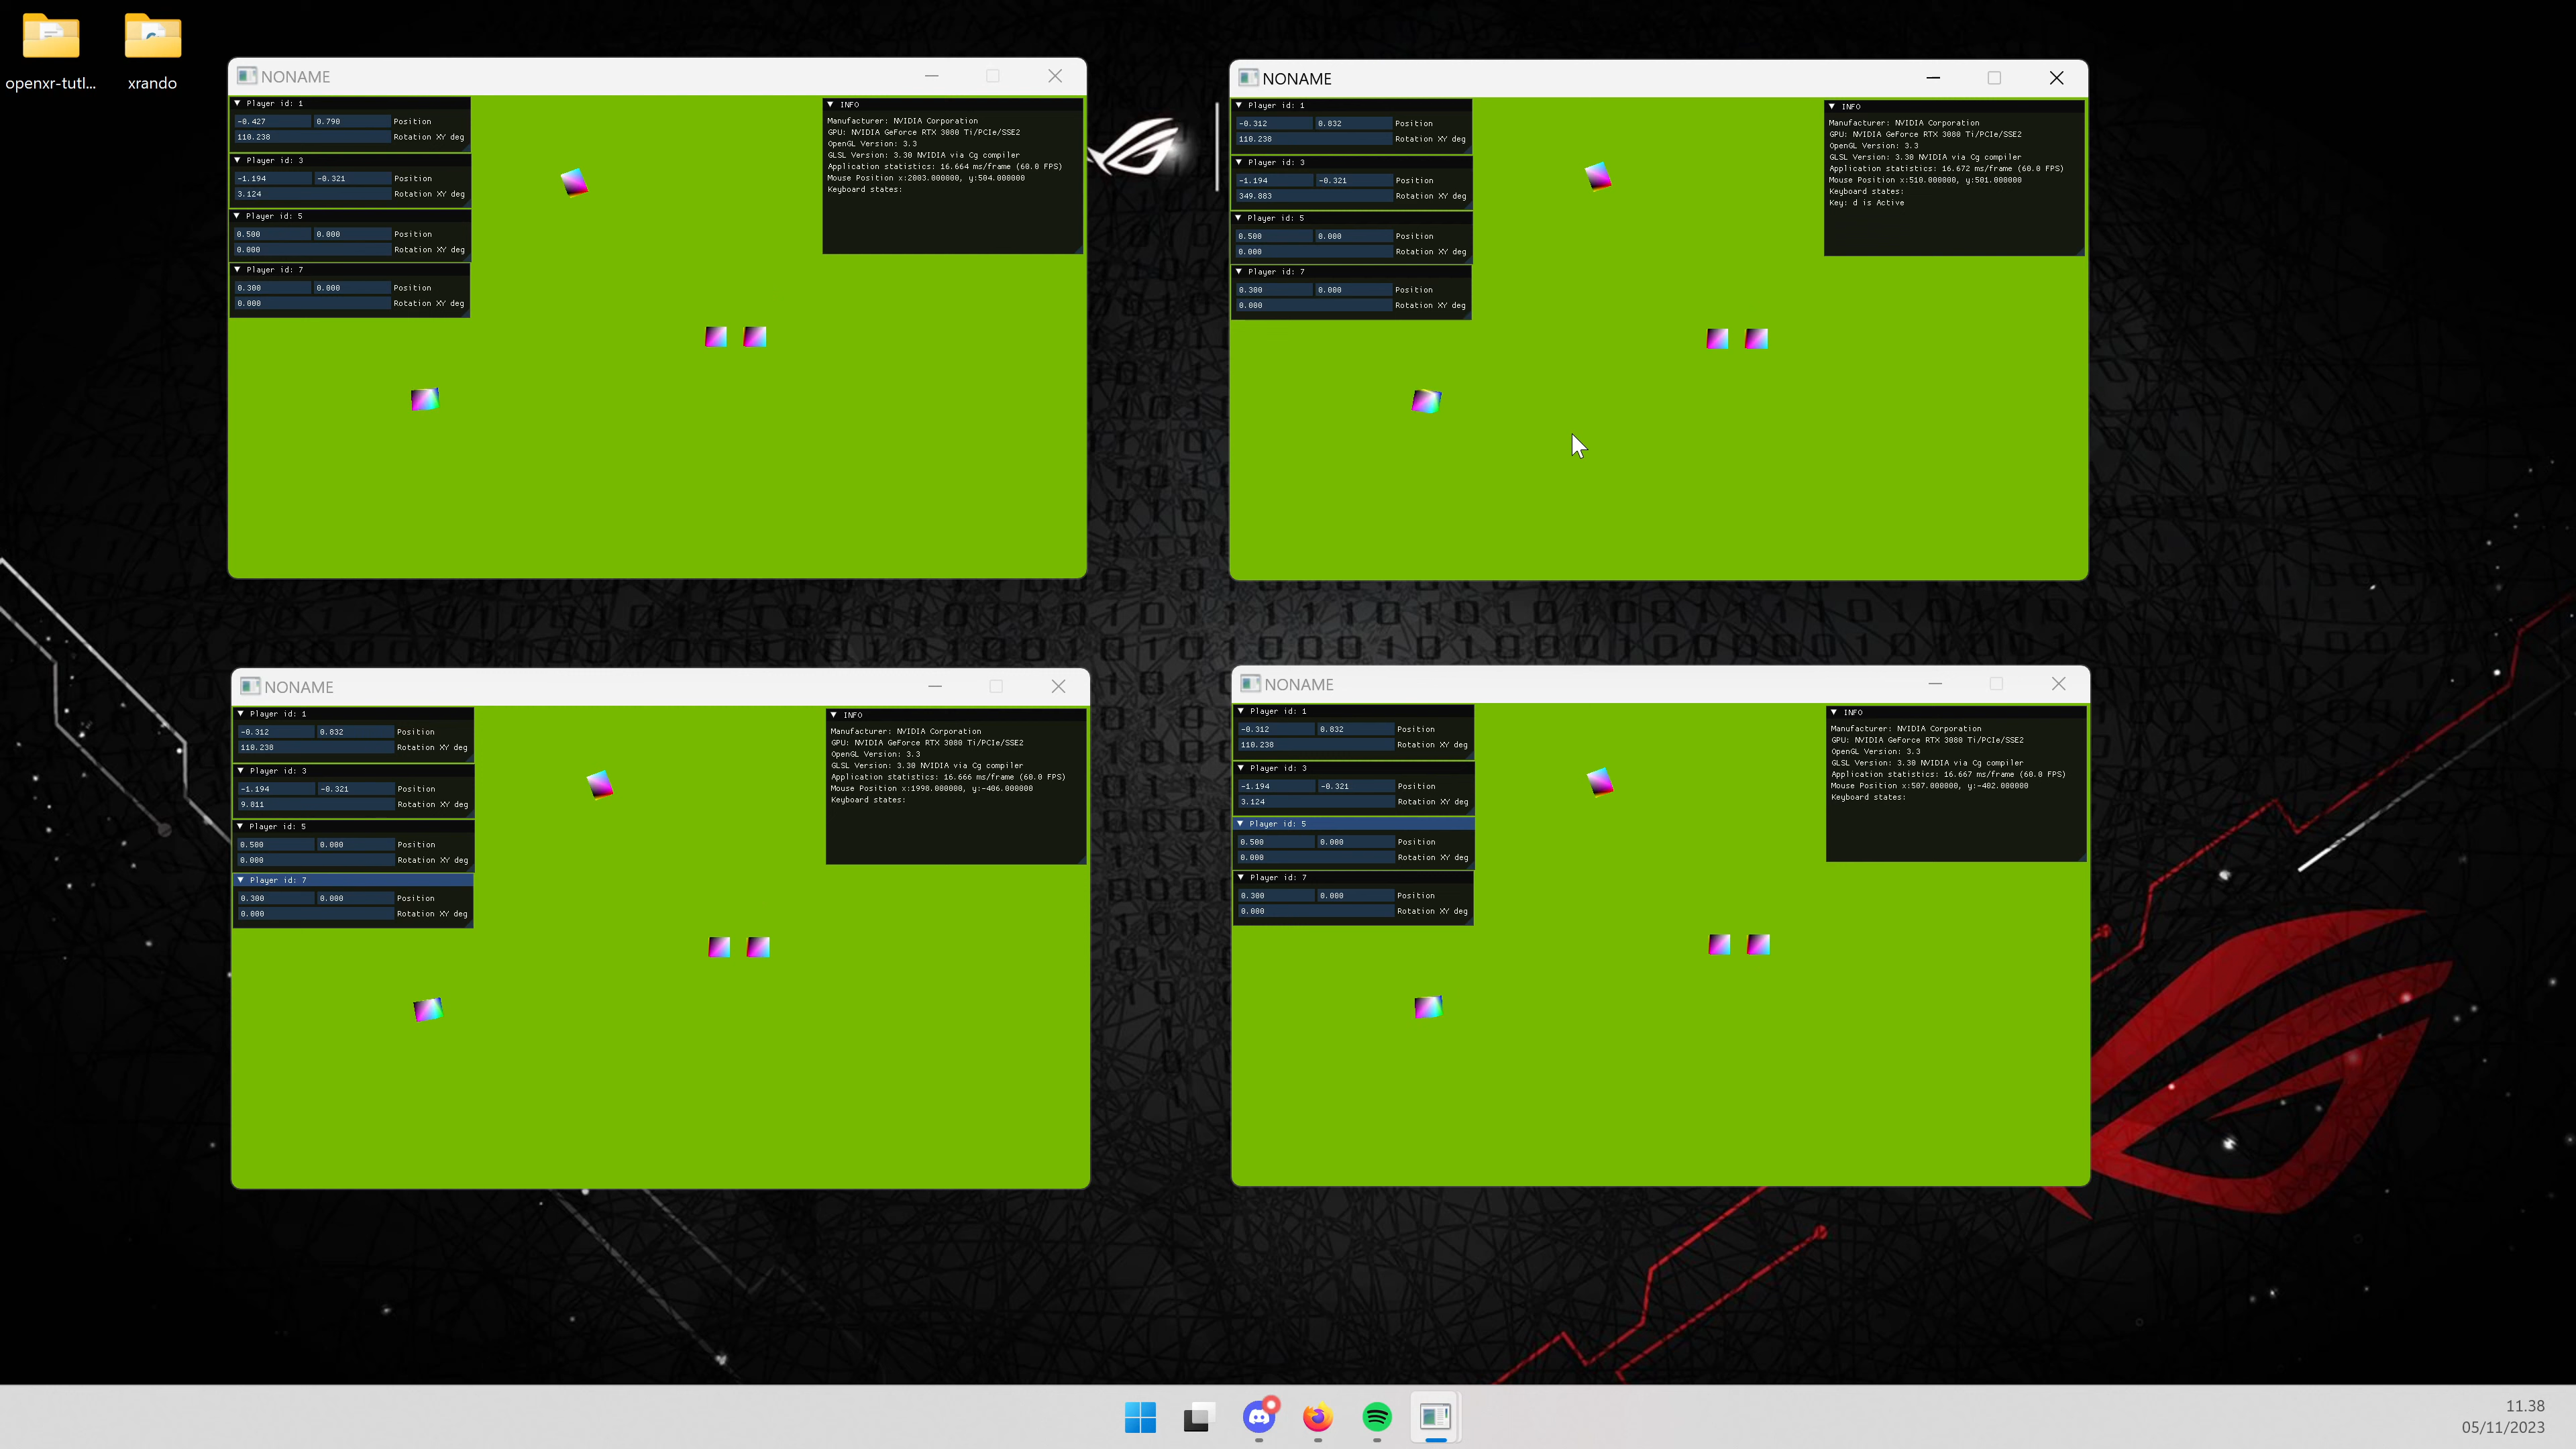 openxr-tutl...
xrando
NONAME
Player id: 1
-0.427 0.790 Position
110.238 Rotation XY deg
Player id: 3
-1.194 -0.321 Position
3.124 Rotation XY deg
Player id: 5
0.500 0.000 Position
0.000 Rotation XY deg
Player id: 7
0.300 0.000 Position
0.000 Rotation XY deg
INFO
Manufacturer: NVIDIA Corporation
GPU: NVIDIA GeForce RTX 3080 Ti/PCIe/SSE2
OpenGL Version: 3.3
GLSL Version: 3.30 NVIDIA via Cg compiler
Application statistics: 16.664 ms/frame (60.0 FPS)
Mouse Position x:2003.000000, y:504.000000
Keyboard states:
NONAME
Player id: 1
-0.312 0.832 Position
110.238 Rotation XY deg
Player id: 3
-1.194 -0.321 Position
349.883 Rotation XY deg
Player id: 5
0.500 0.000 Position
0.000 Rotation XY deg
Player id: 7
0.300 0.000 Position
0.000 Rotation XY deg
INFO
Manufacturer: NVIDIA Corporation
GPU: NVIDIA GeForce RTX 3080 Ti/PCIe/SSE2
OpenGL Version: 3.3
GLSL Version: 3.30 NVIDIA via Cg compiler
Application statistics: 16.672 ms/frame (60.0 FPS)
Mouse Position x:510.000000, y:501.000000
Keyboard states:
Key: d is Active
NONAME
Player id: 1
-0.312 0.832 Position
110.238 Rotation XY deg
Player id: 3
-1.194 -0.321 Position
9.811 Rotation XY deg
Player id: 5
0.500 0.000 Position
0.000 Rotation XY deg
Player id: 7
0.300 0.000 Position
0.000 Rotation XY deg
INFO
Manufacturer: NVIDIA Corporation
GPU: NVIDIA GeForce RTX 3080 Ti/PCIe/SSE2
OpenGL Version: 3.3
GLSL Version: 3.30 NVIDIA via Cg compiler
Application statistics: 16.666 ms/frame (60.0 FPS)
Mouse Position x:1998.000000, y:-406.000000
Keyboard states:
NONAME
Player id: 1
-0.312 0.832 Position
110.238 Rotation XY deg
Player id: 3
-1.194 -0.321 Position
3.124 Rotation XY deg
Player id: 5
0.500 0.000 Position
0.000 Rotation XY deg
Player id: 7
0.300 0.000 Position
0.000 Rotation XY deg
INFO
Manufacturer: NVIDIA Corporation
GPU: NVIDIA GeForce RTX 3080 Ti/PCIe/SSE2
OpenGL Version: 3.3
GLSL Version: 3.30 NVIDIA via Cg compiler
Application statistics: 16.667 ms/frame (60.0 FPS)
Mouse Position x:507.000000, y:-402.000000
Keyboard states:
11.38
05/11/2023